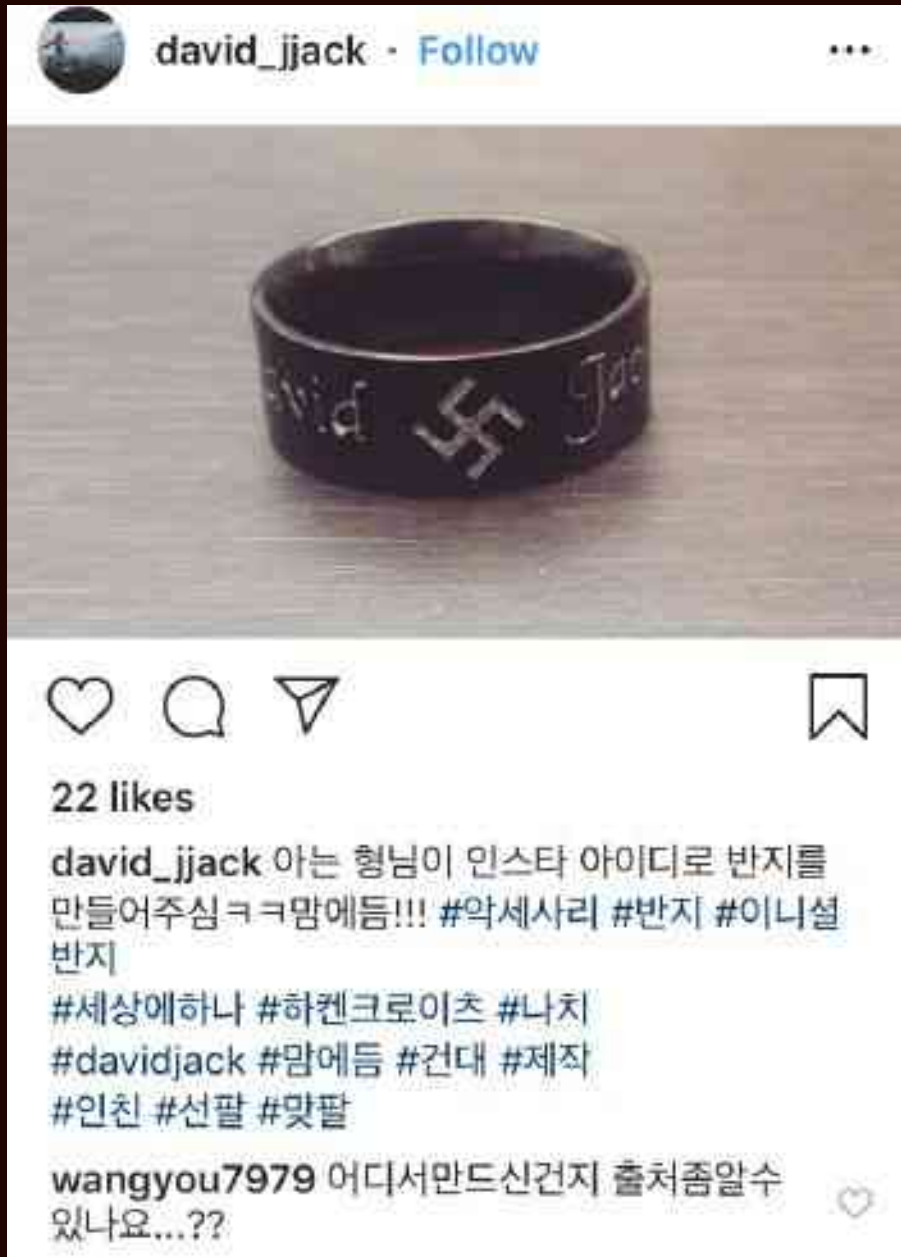 david_jjack · Follow
avid 卐 Jac
22 likes
david_jjack 아는 형님이 인스타 아이디로 반지를
만들어주심ㅋㅋ맘에듬!!! #악세사리 #반지 #이니셜
반지
#세상에하나 #하켄크로이츠 #나치
#davidjack #맘에듬 #건대 #제작
#인친 #선팔 #맞팔
wangyou7979 어디서만드신건지 출처좀알수
있나요...??